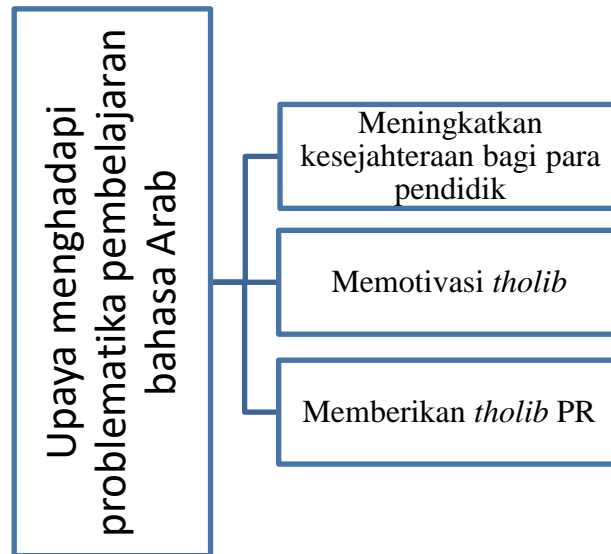 Upaya menghadapi
problematika pembelajaran
bahasa Arab
Meningkatkan
kesejahteraan bagi para
pendidik
Memotivasi tholib
Memberikan tholib PR